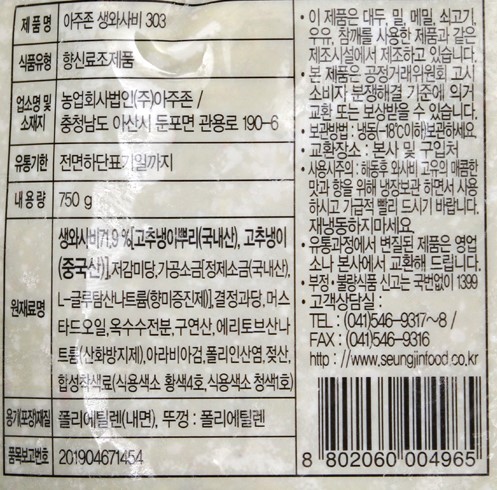 제품명 아주존 생와사비 303
식품유형 향신료조제품
업소명 및 소재지 농업회사법인(주)아주존 /
충청남도 아산시 둔포면 관용로 190-6
유통기한 전면하단표기일까지
내용량 750 g
원재료명
생와사비71.9 %[고추냉이뿌리(국내산), 고추냉이
(중국산)],저감미당,가공소금[정제소금(국내산),
L-글루탐산나트륨(향미증진제)],결정과당,머스
타드오일,옥수수전분,구연산,에리토브산나
트륨(산화방지제),아라비아검,폴리인산염,젖산,
합성착색료(식용색소 황색4호,식용색소 청색1호)
용기(포장)재질 폴리에틸렌(내면), 뚜껑 : 폴리에틸렌
품목보고번호 201904671454
• 이 제품은 대두, 밀, 메밀, 쇠고기,
우유, 참깨를 사용한 제품과 같은
제조시설에서 제조하고 있습니다.
• 본 제품은 공정거래위원회 고시
소비자 분쟁해결 기준에 의거
교환 또는 보상받을 수 있습니다.
• 보관방법 : 냉동(-18℃이하)보관하세요.
• 교환장소 : 본사 및 구입처
• 사용시주의 : 해동후 와사비 고유의 매콤한
맛과 향을 위해 냉장보관 하면서 사용
하시고 가급적 빨리 드시기 바랍니다.
재냉동하지마세요
• 유통과정에서 변질된 제품은 영업
소나 본사에서 교환해 드립니다.
• 부정·불량식품 신고는 국번없이 1399
• 고객상담실 :
TEL : (041)546-9317~8 /
FAX : (041)546-9316
http : //www.seungjinfood.co.kr
8 802060 004965